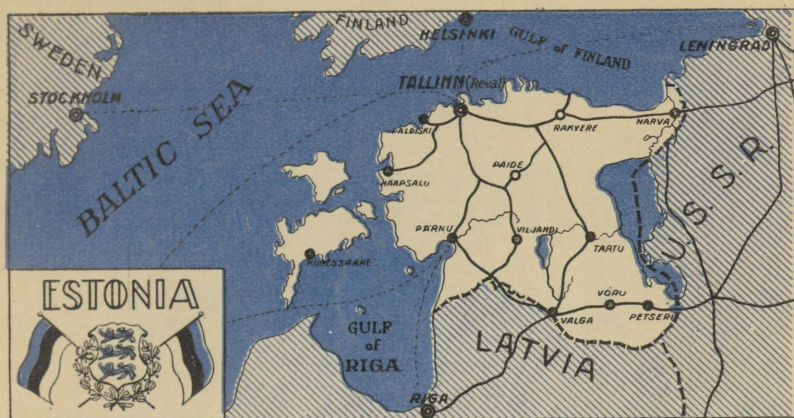 SWEDEN
FINLAND
HELSINKI
GULF of FINLAND
LENINGRAD
STOCKHOLM
TALLINN (Reval)
BALTIC SEA
PALDISKI
RAKVERE
NARVA
PAIDE
HAAPSALU
U. S. S. R.
PÄRNU
VILJANDI
TARTU
KURESSAARE
ESTONIA
VÕRU
PETSERI
VALGA
GULF
of
RIGA
LATVIA
RIGA